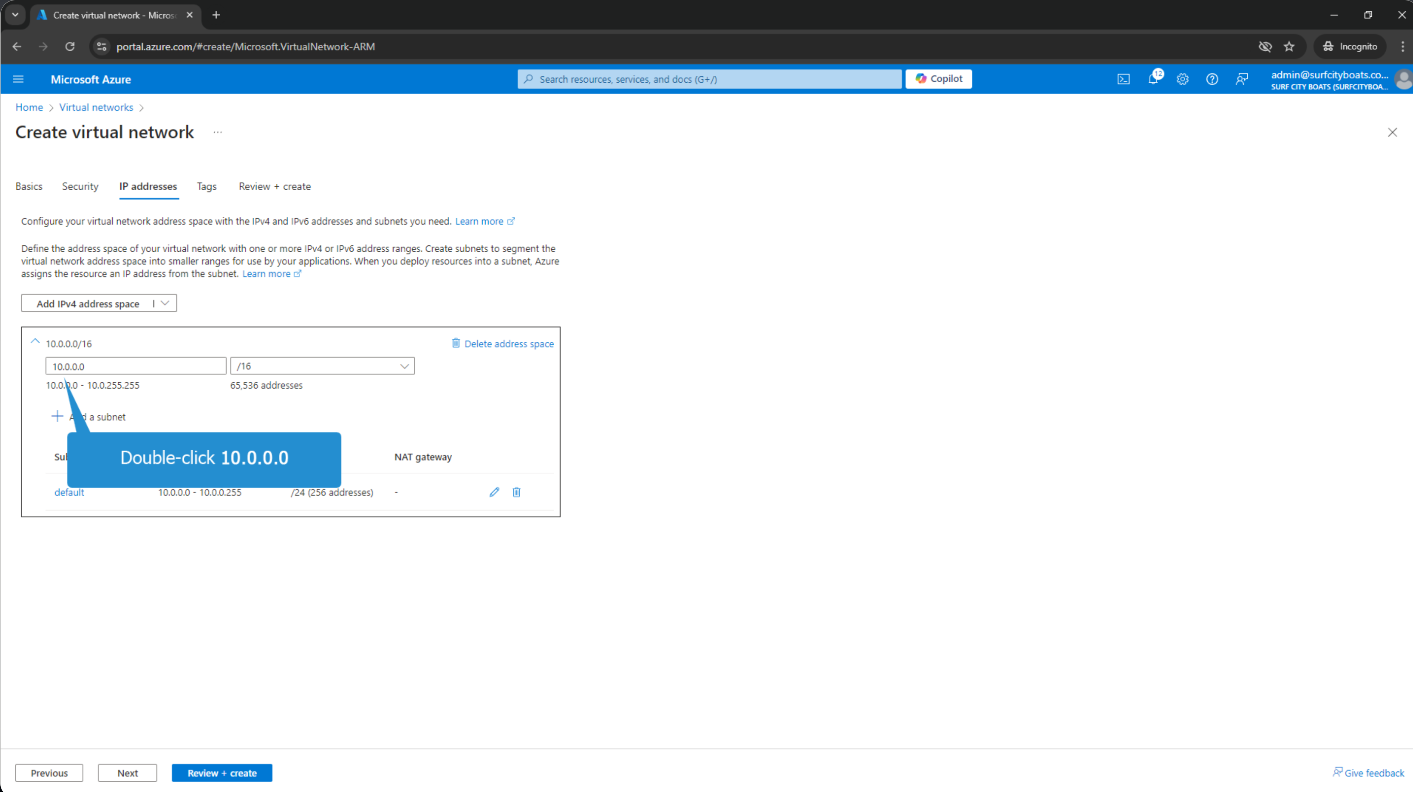 Create virtual network - Micros
portal.azure.com/#create/Microsoft.VirtualNetwork-ARM
Incognito
Microsoft Azure
Search resources, services, and docs (G+/)
Copilot
12
admin@surfcityboats.co...
SURF CITY BOATS (SURFCITYBOA...
Home > Virtual networks >
Create virtual network ...
Basics Security IP addresses Tags Review + create
Configure your virtual network address space with the IPv4 and IPv6 addresses and subnets you need. Learn more
Define the address space of your virtual network with one or more IPv4 or IPv6 address ranges. Create subnets to segment the
virtual network address space into smaller ranges for use by your applications. When you deploy resources into a subnet, Azure
assigns the resource an IP address from the subnet. Learn more
Add IPv4 address space
10.0.0.0/16
Delete address space
10.0.0.0 /16
10.0.0.0 - 10.0.255.255 65,536 addresses
a subnet
Double-click 10.0.0.0
NAT gateway
default 10.0.0.0 - 10.0.0.255 /24 (256 addresses) -
Previous Next Review + create
Give feedback